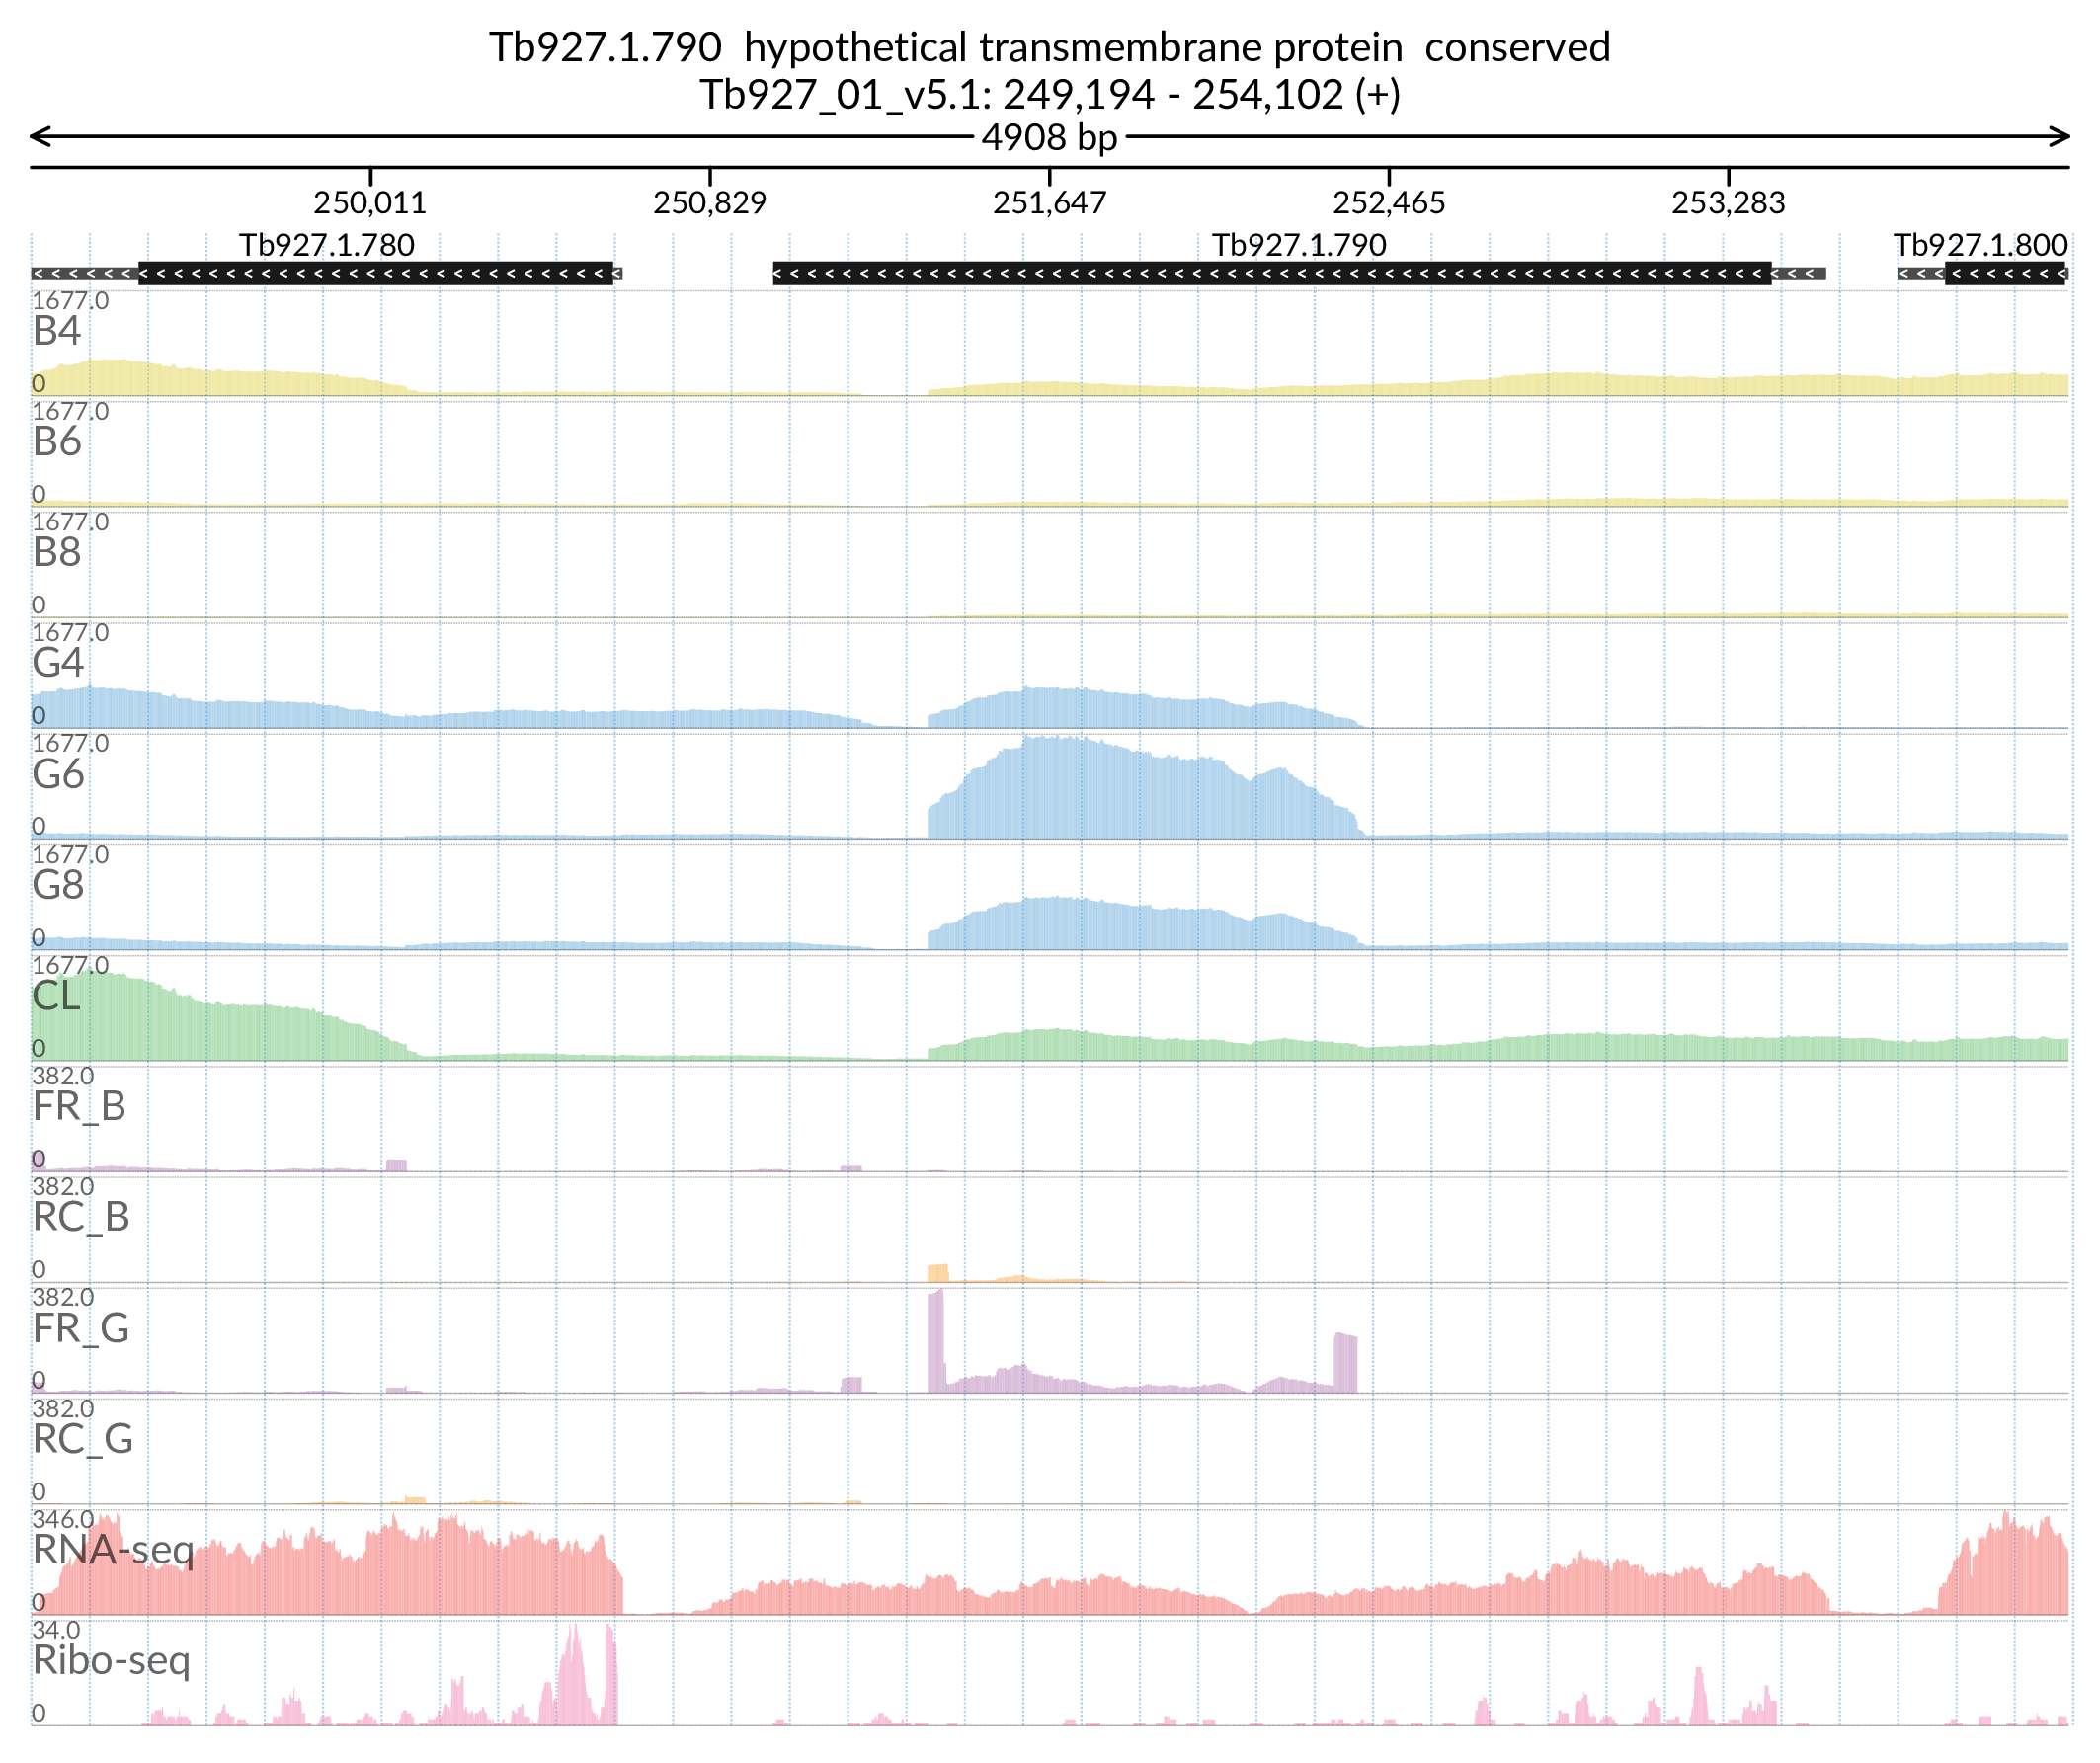 Tb927.1.790 hypothetical transmembrane protein conserved
Tb927_01_v5.1: 249,194 - 254,102 (+)
4908 bp
250,011 250,829 251,647 252,465 253,283
Tb927.1.780 Tb927.1.790 Tb927.1.800
1677.0
B4
0
1677.0
B6
0
1677.0
B8
0
1677.0
G4
0
1677.0
G6
0
1677.0
G8
0
1677.0
CL
0
382.0
FR_B
0
382.0
RC_B
0
382.0
FR_G
0
382.0
RC_G
0
346.0
RNA-seq
0
34.0
Ribo-seq
0